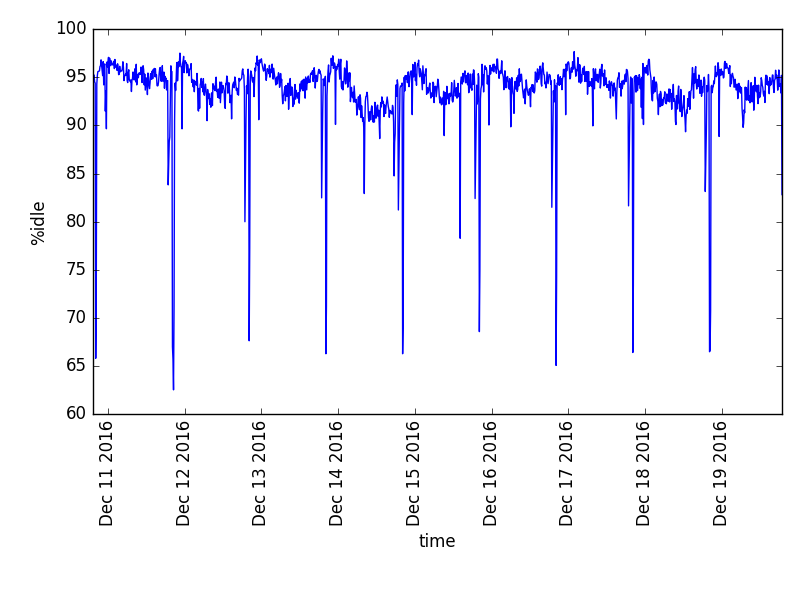 100
95
90
85
80
75
70
65
60
%idle
Dec 11 2016
Dec 12 2016
Dec 13 2016
Dec 14 2016
Dec 15 2016
Dec 16 2016
Dec 17 2016
Dec 18 2016
Dec 19 2016
time